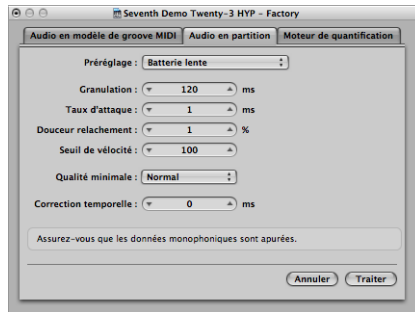 Seventh Demo Twenty-3 HYP – Factory
Audio en modèle de groove MIDI Audio en partition Moteur de quantification
Préréglage : Batterie lente
Granulation : 120 ms
Taux d'attaque : 1 ms
Douceur relachement : 1 %
Seuil de vélocité : 100
Qualité minimale : Normal
Correction temporelle : 0 ms
Assurez-vous que les données monophoniques sont apurées.
Annuler Traiter